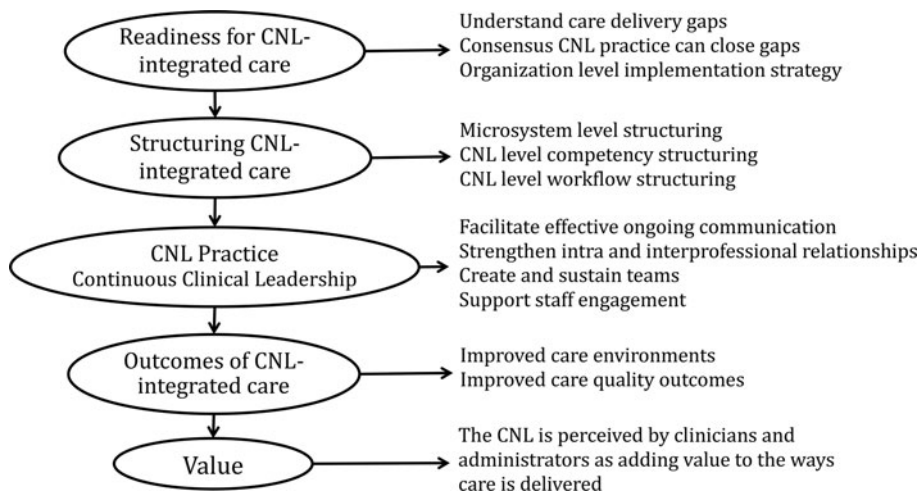 Readiness for CNL-
integrated care
Understand care delivery gaps
Consensus CNL practice can close gaps
Organization level implementation strategy
Structuring CNL-
integrated care
Microsystem level structuring
CNL level competency structuring
CNL level workflow structuring
CNL Practice
Continuous Clinical Leadership
Facilitate effective ongoing communication
Strengthen intra and interprofessional relationships
Create and sustain teams
Support staff engagement
Outcomes of CNL-
integrated care
Improved care environments
Improved care quality outcomes
Value
The CNL is perceived by clinicians and
administrators as adding value to the ways
care is delivered